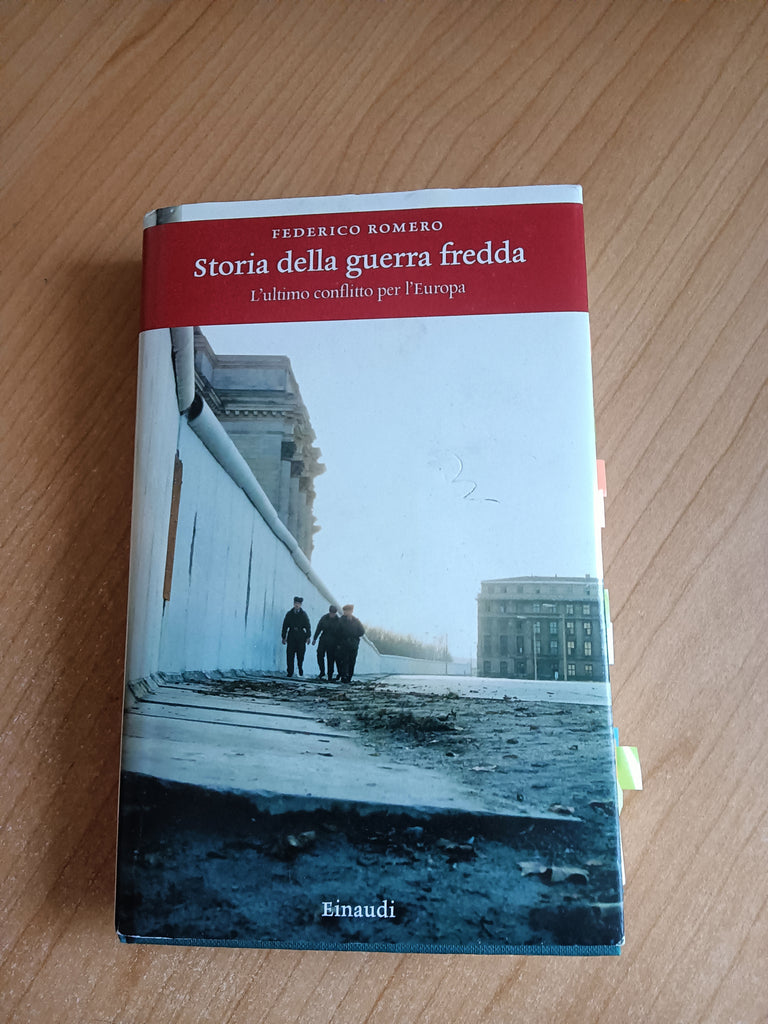 FEDERICO ROMERO
Storia della guerra fredda
L'ultimo conflitto per l'Europa
Einaudi